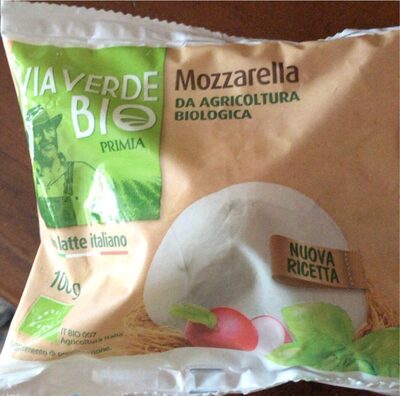 VIA VERDE
BIO
PRIMIA
Mozzarella
DA AGRICOLTURA
BIOLOGICA
latte italiano
100g
NUOVA
RICETTA
IT BIO 007
Agricoltura Italia